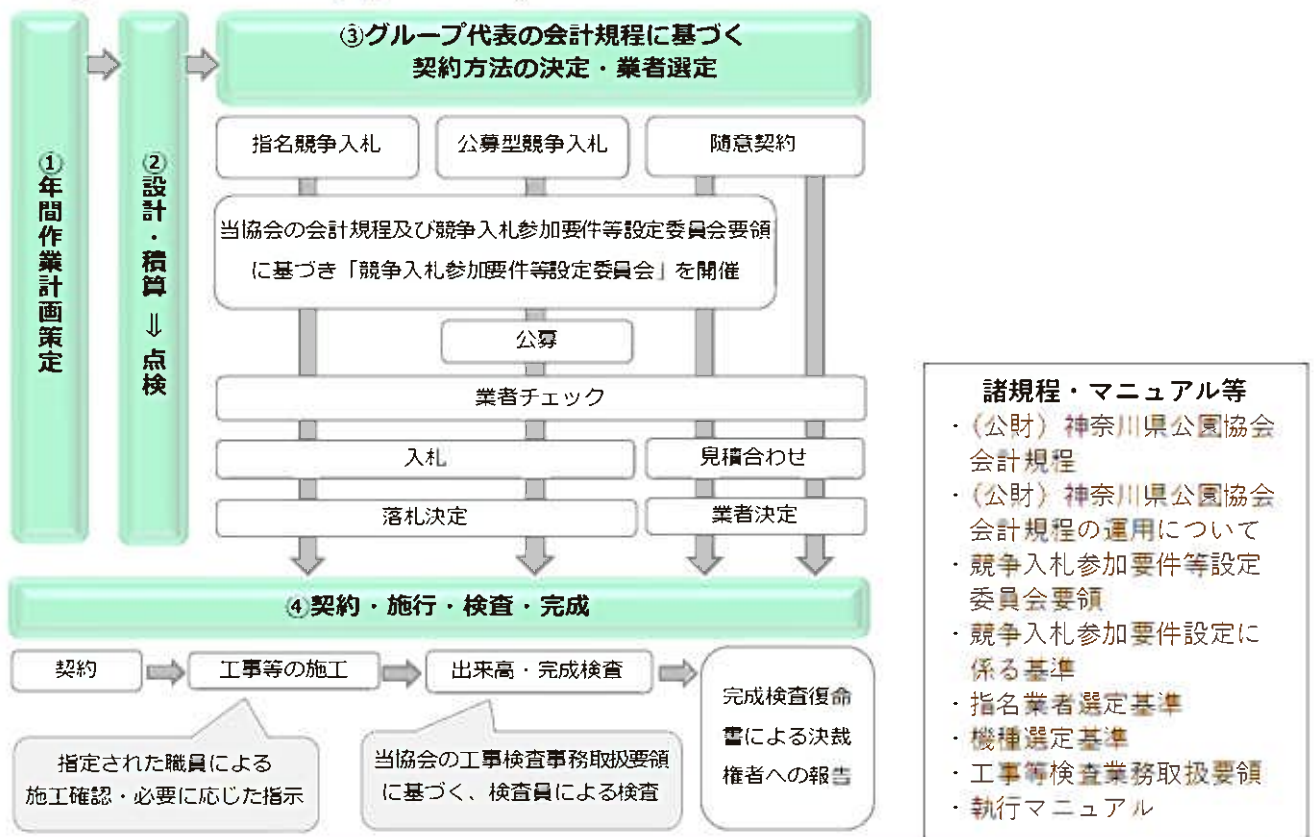 ③グループ代表の会計規程に基づく
契約方法の決定・業者選定
①年間作業計画策定
②設計・積算 ⇒ 点検
指名競争入札
公募型競争入札
随意契約
当協会の会計規程及び競争入札参加要件等設定委員会要領
に基づき「競争入札参加要件等設定委員会」を開催
公募
業者チェック
入札
見積合わせ
落札決定
業者決定
④契約・施行・検査・完成
契約
工事等の施工
出来高・完成検査
完成検査復命
書による決裁
権者への報告
指定された職員による
施工確認・必要に応じた指示
当協会の工事検査事務取扱要領
に基づく、検査員による検査
諸規程・マニュアル等
・(公財) 神奈川県公園協会
会計規程
・(公財) 神奈川県公園協会
会計規程の運用について
・競争入札参加要件等設定
委員会要領
・競争入札参加要件設定に
係る基準
・指名業者選定基準
・機種選定基準
・工事等検査業務取扱要領
・執行マニュアル